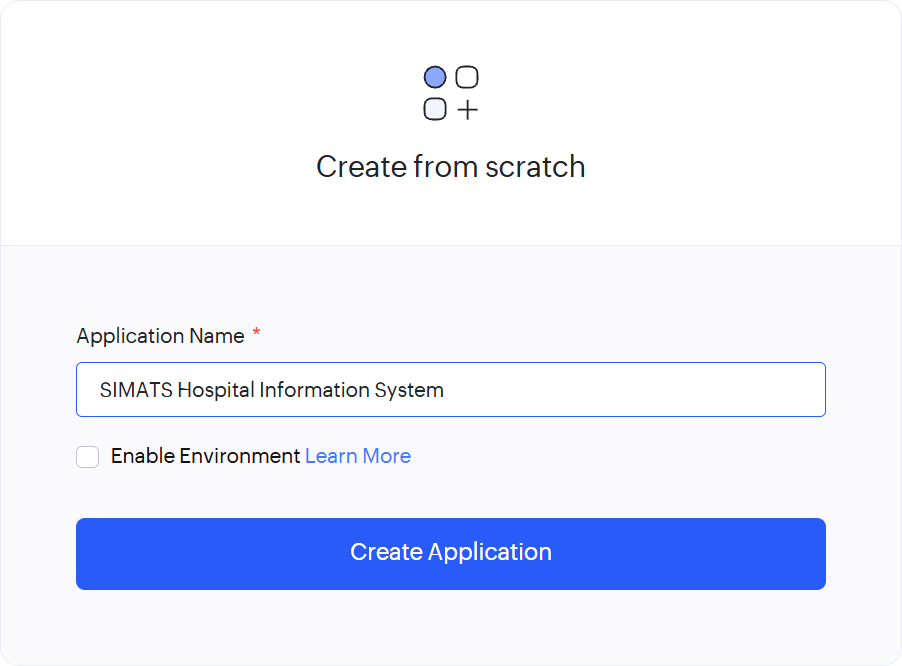 Create from scratch
Application Name *
SIMATS Hospital Information System
Enable Environment Learn More
Create Application